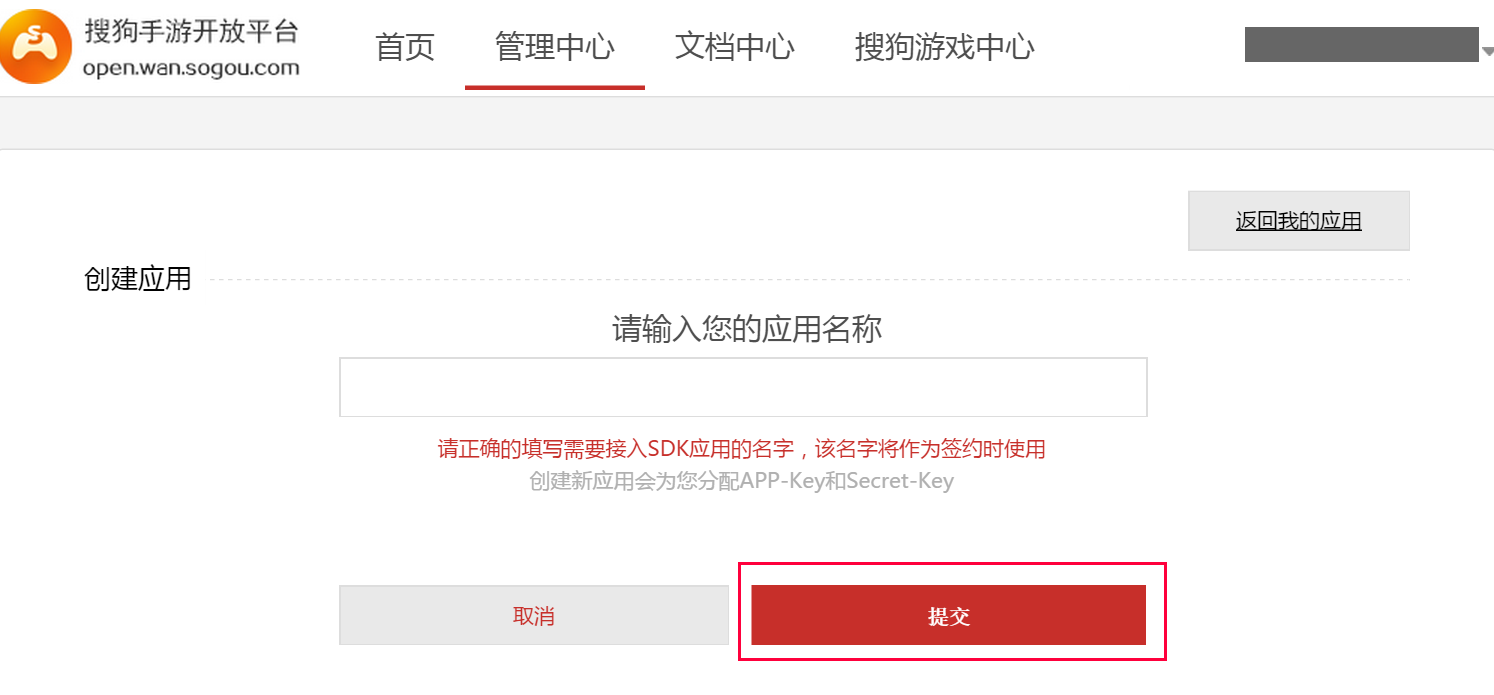 搜狗手游开放平台
open.wan.sogou.com
首页 管理中心 文档中心 搜狗游戏中心
返回我的应用
创建应用
请输入您的应用名称
请正确的填写需要接入SDK应用的名字，该名字将作为签约时使用
创建新应用会为您分配APP-Key和Secret-Key
取消 提交